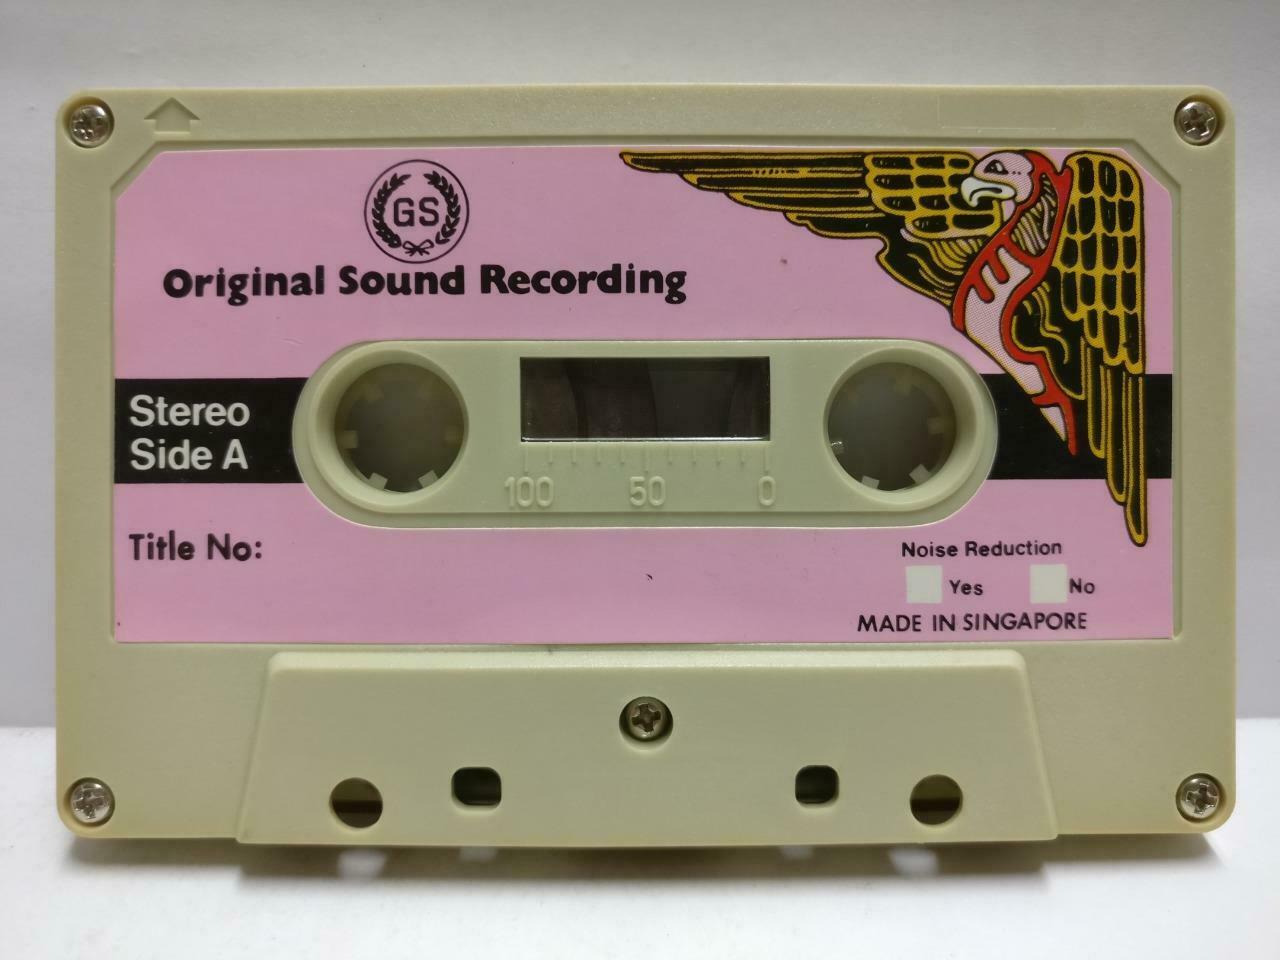 GS
Original Sound Recording
Stereo
Side A
100 50 0
Title No:
Noise Reduction
Yes No
MADE IN SINGAPORE